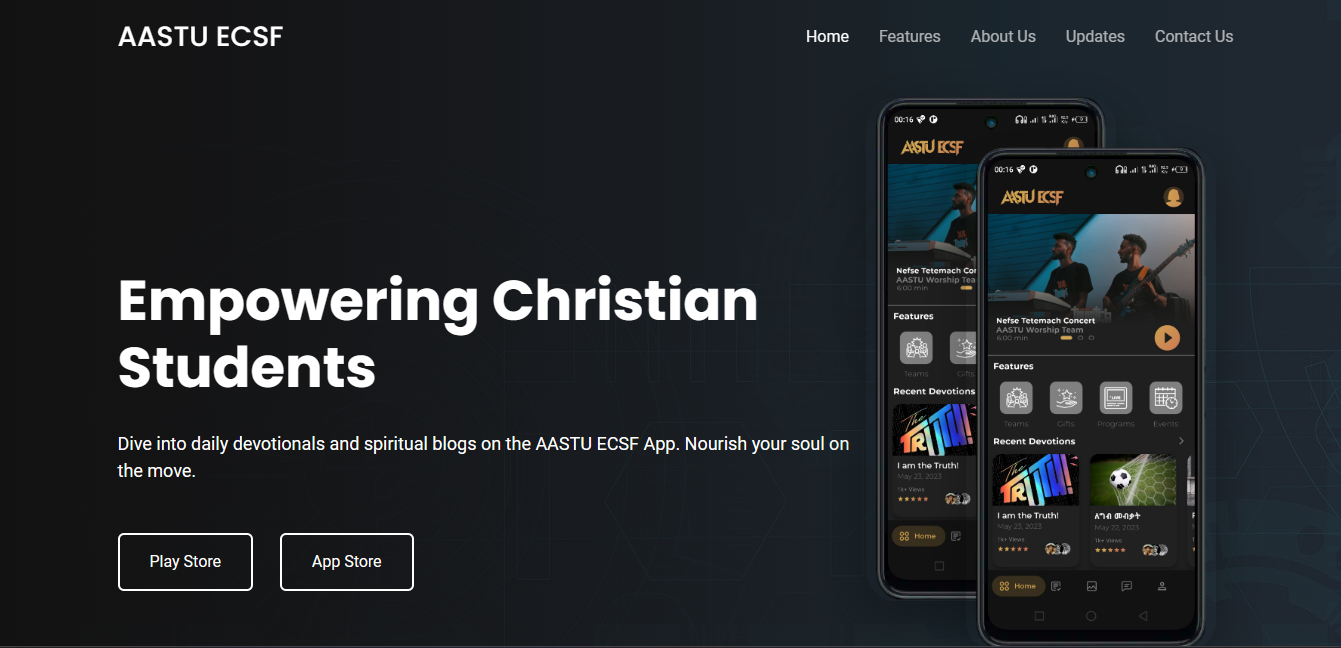 AASTU ECSF
Home Features About Us Updates Contact Us
Empowering Christian
Students
Dive into daily devotionals and spiritual blogs on the AASTU ECSF App. Nourish your soul on
the move.
Play Store App Store
00:16
AASTU ECSF
Nefse Tetemach Cor
AASTU Worship Tea
6:00 min
Features
Teams Gifts
Recent Devotions
The
TRUTH!
I am the Truth!
May 23, 2023
1k+ Views
Home
00:16
AASTU ECSF
Nefse Tetemach Concert
AASTU Worship Team
6:00 min
Features
LIVE
Teams Gifts Programs Events
Recent Devotions
The
TRUTH!
I am the Truth!
May 23, 2023
1k+ Views
May 22, 2023
1k+ Views
Home